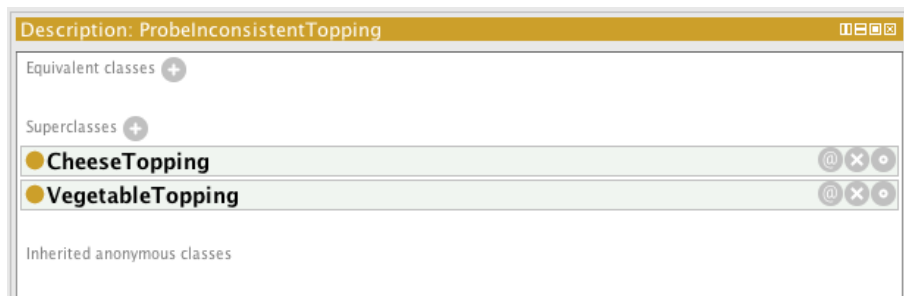 Description: ProbeInconsistentTopping
Equivalent classes
Superclasses
CheeseTopping
@
VegetableTopping
@
Inherited anonymous classes